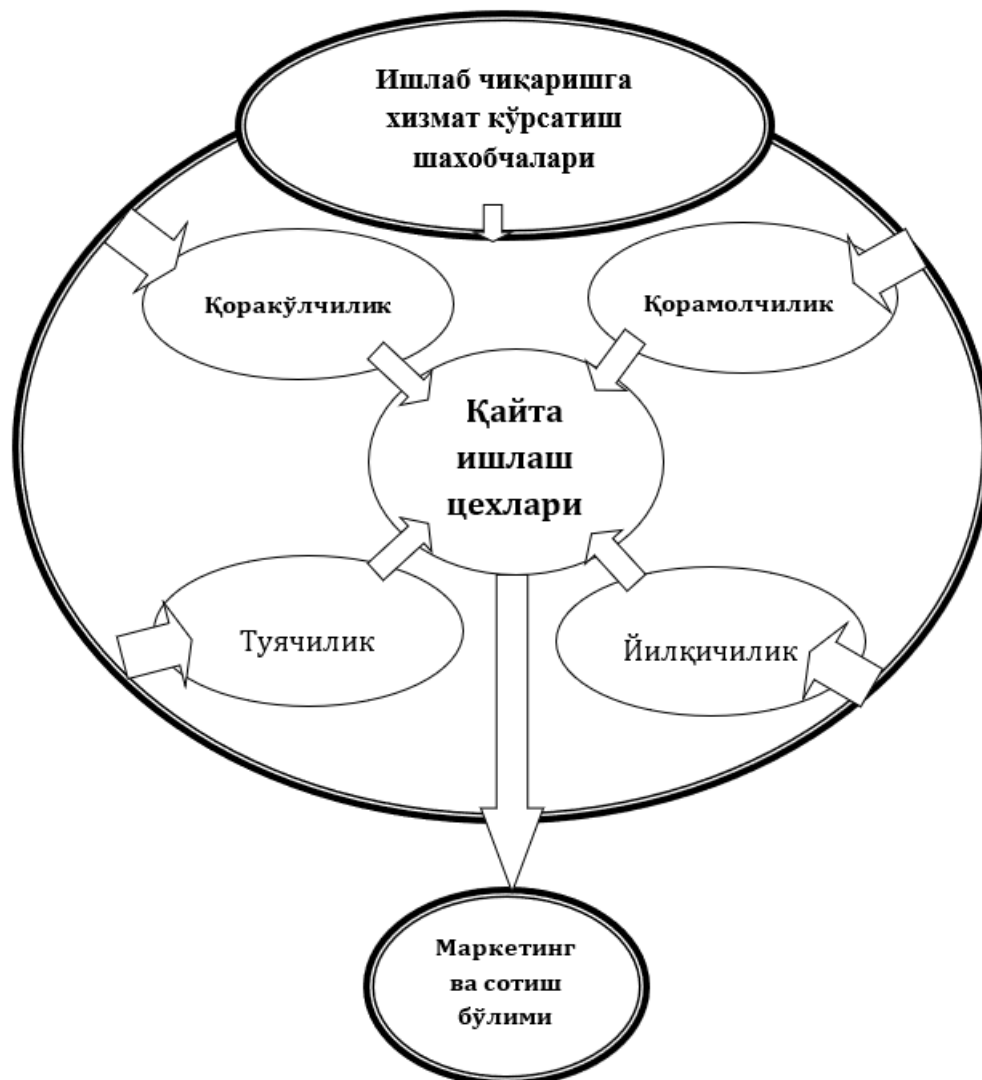 Ишлаб чиқаришга
хизмат кўрсатиш
шахобчалари
Қоракўлчилик
Қорамолчилик
Қайта
ишлаш
цехлари
Туячилик
Йилқичилик
Маркетинг
ва сотиш
бўлими